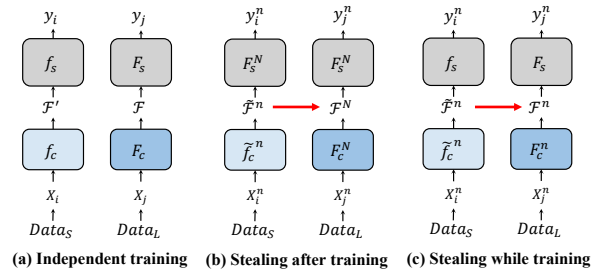 y_i y_j y_i^n y_j^n y_i^n y_j^n
f_s F_s F_s^N F_s^N f_s F_s
ℱ′ ℱ ℱ̃^n ℱ^N ℱ̃^n ℱ^n
f_c F_c f̃_c^n F_c^N f̃_c^n F_c^n
X_i X_j X_i^n X_j^n X_i^n X_j^n
Data_S Data_L Data_S Data_L Data_S Data_L
(a) Independent training (b) Stealing after training (c) Stealing while training